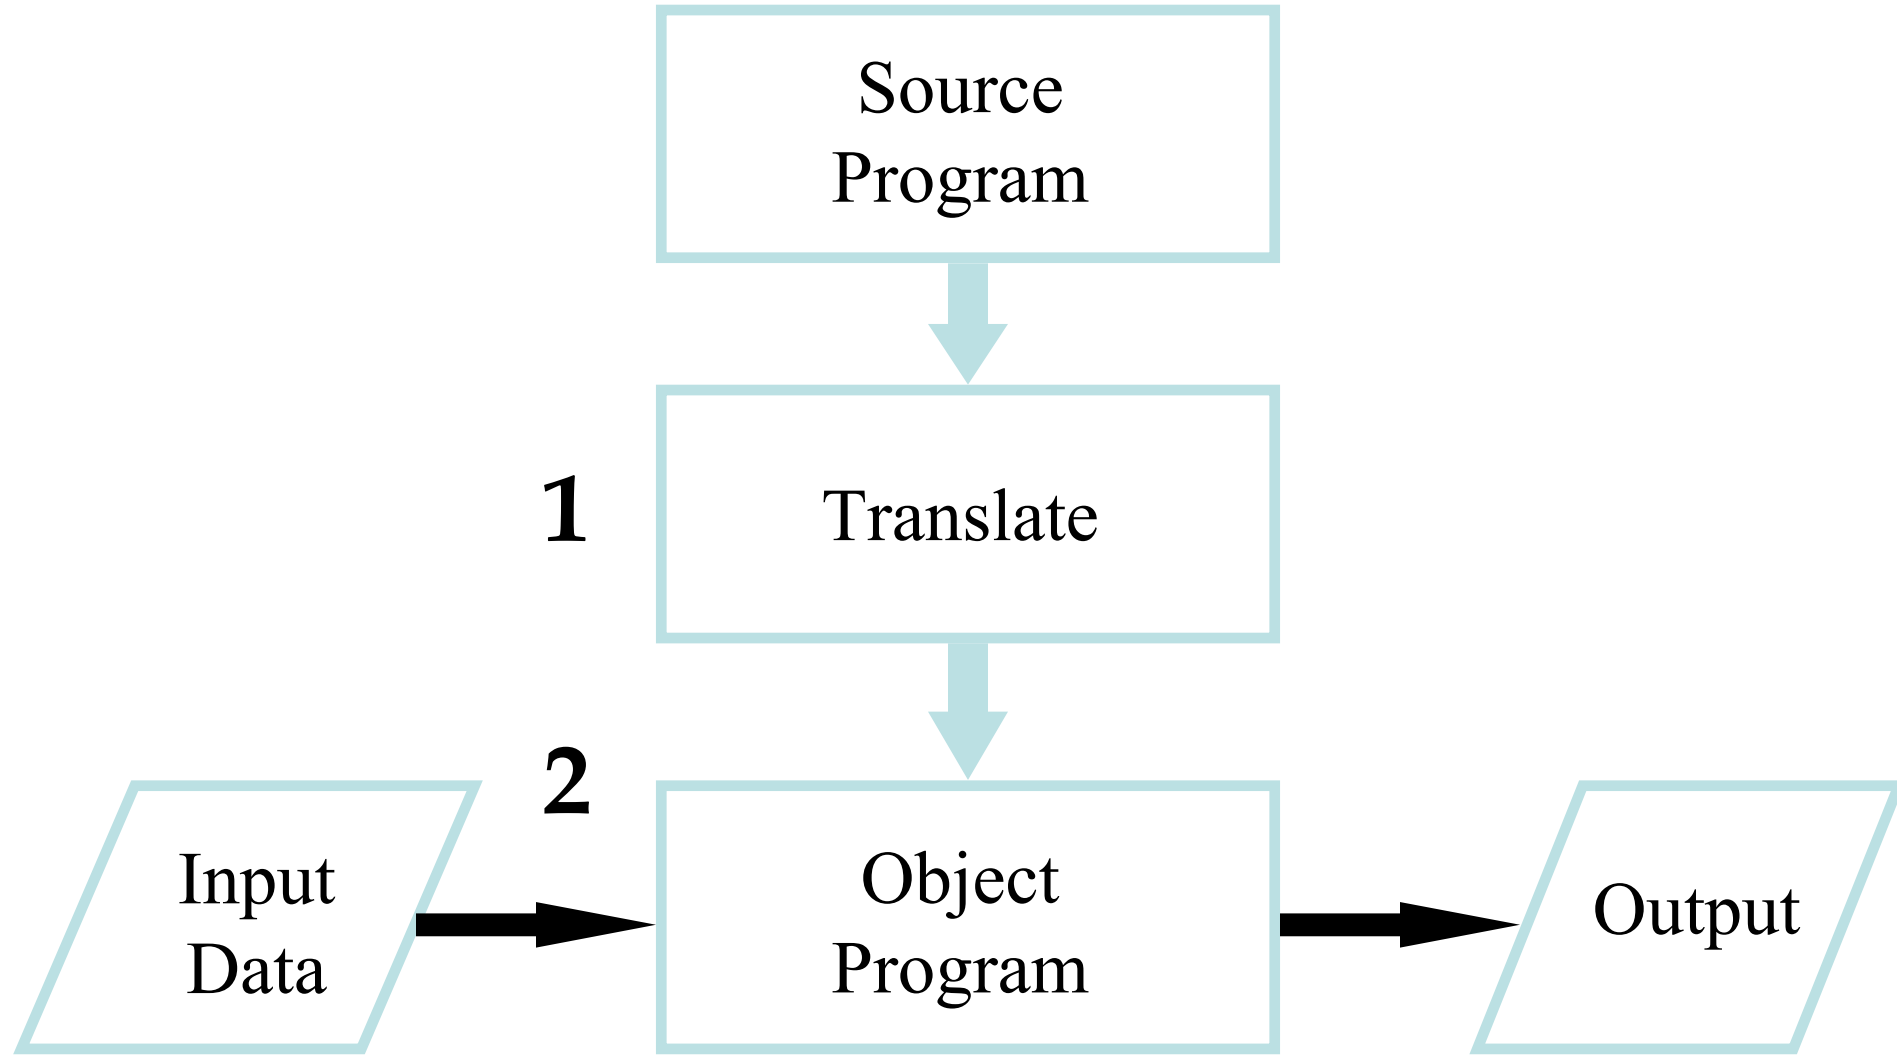 Source
Program
1
Translate
2
Input
Data
Object
Program
Output